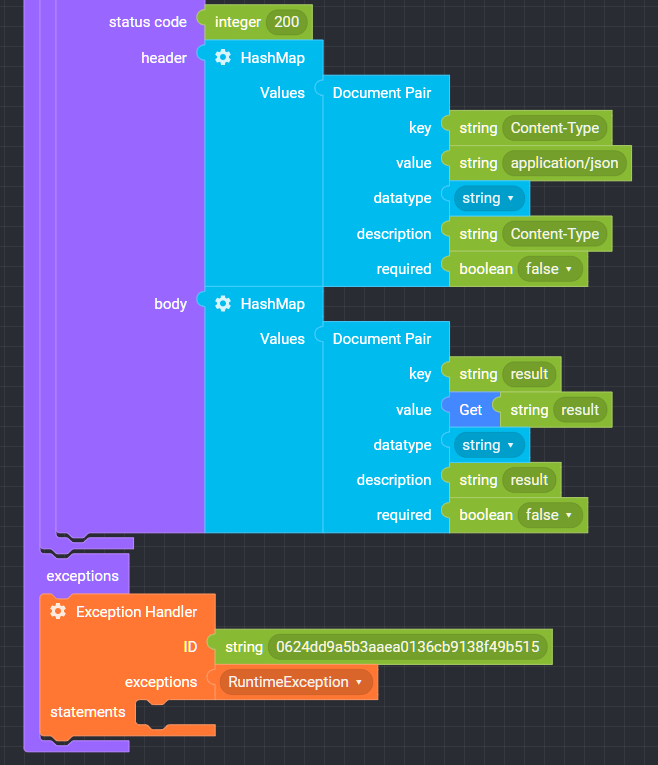 status code integer 200
header HashMap
Values Document Pair
key string Content-Type
value string application/json
datatype string
description string Content-Type
required boolean false
body HashMap
Values Document Pair
key string result
value Get string result
datatype string
description string result
required boolean false
exceptions
Exception Handler
ID string 0624dd9a5b3aaea0136cb9138f49b515
exceptions RuntimeException
statements